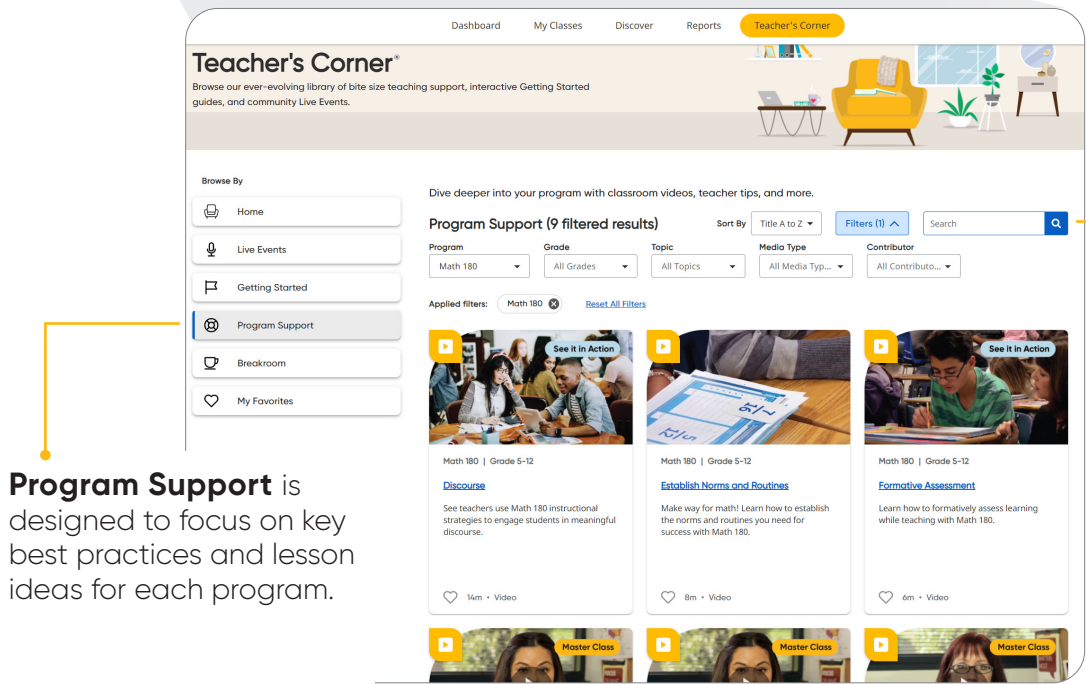 Dashboard
My Classes
Discover
Reports
Teacher's Corner
Teacher's Corner®
Browse our ever-evolving library of bite size teaching support, interactive Getting Started
guides, and community Live Events.
Browse By
Home
Live Events
Getting Started
Program Support
Breakroom
My Favorites
Program Support is
designed to focus on key
best practices and lesson
ideas for each program.
Dive deeper into your program with classroom videos, teacher tips, and more.
Program Support (9 filtered results)
Sort By
Title A to Z
Filters (1)
Search
Program
Grade
Topic
Media Type
Contributor
Math 180
All Grades
All Topics
All Media Typ...
All Contributo...
Applied filters:
Math 180
Reset All Filters
See it in Action
Math 180 | Grade 5-12
Discourse
See teachers use Math 180 instructional
strategies to engage students in meaningful
discourse.
14m • Video
7/16
5/12
Math 180 | Grade 5-12
Establish Norms and Routines
Make way for math! Learn how to establish
the norms and routines you need for
success with Math 180.
8m • Video
See it in Action
Math 180 | Grade 5-12
Formative Assessment
Learn how to formatively assess learning
while teaching with Math 180.
6m • Video
Master Class
Master Class
Master Class